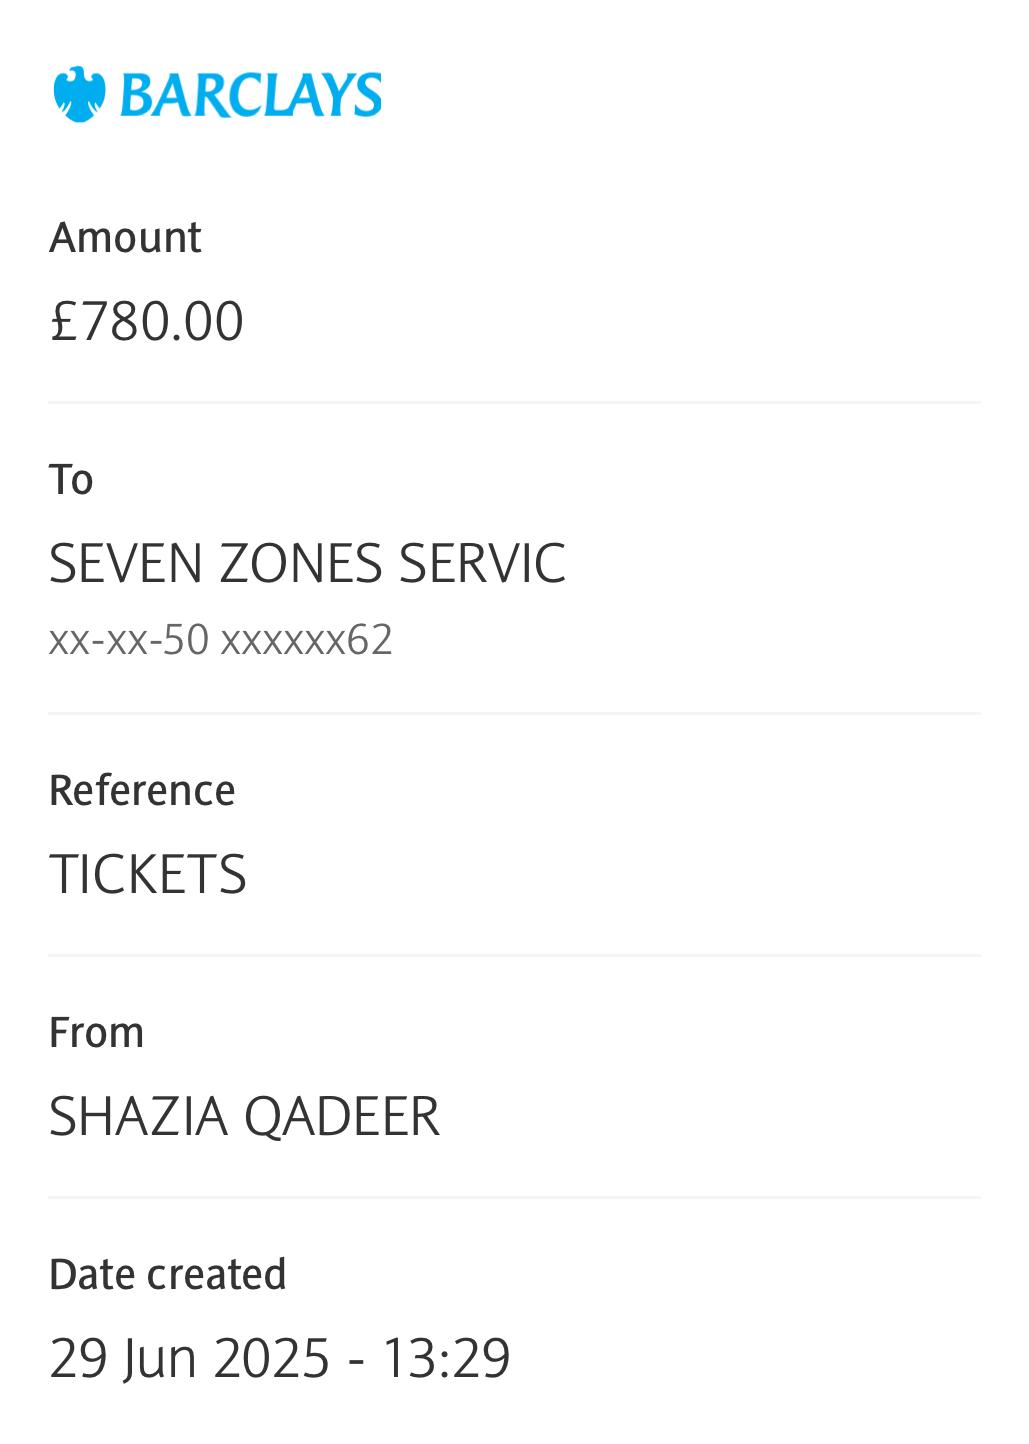 BARCLAYS
Amount
£780.00
To
SEVEN ZONES SERVIC
xx-xx-50 xxxxxx62
Reference
TICKETS
From
SHAZIA QADEER
Date created
29 Jun 2025 - 13:29